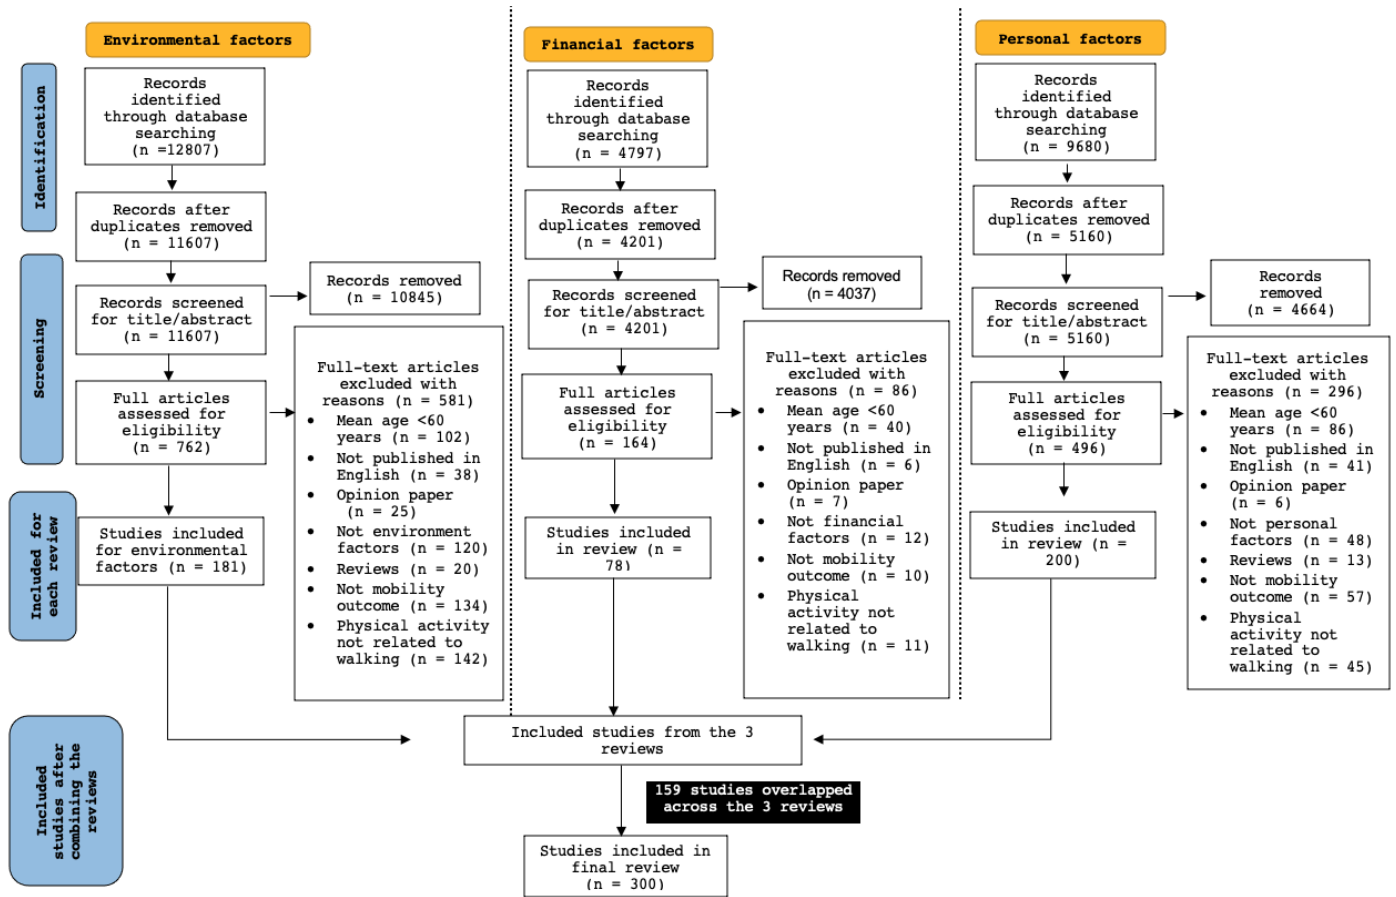 Environmental factors
Financial factors
Personal factors
Identification
Records
identified
through database
searching
(n =12807)
Records
identified
through database
searching
(n = 4797)
Records
identified
through database
searching
(n = 9680)
Records after
duplicates removed
(n = 11607)
Records after
duplicates removed
(n = 4201)
Records after
duplicates removed
(n = 5160)
Screening
Records screened
for title/abstract
(n = 11607)
Records removed
(n = 10845)
Records screened
for title/abstract
(n = 4201)
Records removed
(n = 4037)
Records screened
for title/abstract
(n = 5160)
Records
removed
(n = 4664)
Full articles
assessed for
eligibility
(n = 762)
Full-text articles
excluded with
reasons (n = 581)
• Mean age <60
years (n = 102)
• Not published in
English (n = 38)
• Opinion paper
(n = 25)
• Not environment
factors (n = 120)
• Reviews (n = 20)
• Not mobility
outcome (n = 134)
• Physical activity
not related to
walking (n = 142)
Full articles
assessed for
eligibility
(n = 164)
Full-text articles
excluded with
reasons (n = 86)
• Mean age <60
years (n = 40)
• Not published in
English (n = 6)
• Opinion paper
(n = 7)
• Not financial
factors (n = 12)
• Not mobility
outcome (n = 10)
• Physical
activity not
related to
walking (n = 11)
Full articles
assessed for
eligibility
(n = 496)
Full-text articles
excluded with
reasons (n = 296)
• Mean age <60
years (n = 86)
• Not published in
English (n = 41)
• Opinion paper
(n = 6)
• Not personal
factors (n = 48)
• Reviews (n = 13)
• Not mobility
outcome (n = 57)
• Physical
activity not
related to
walking (n = 45)
Included for
each review
Studies included
for environmental
factors (n = 181)
Studies included
in review (n =
78)
Studies included
in review (n =
200)
Included
studies after
combining the
reviews
Included studies from the 3
reviews
159 studies overlapped
across the 3 reviews
Studies included in
final review
(n = 300)